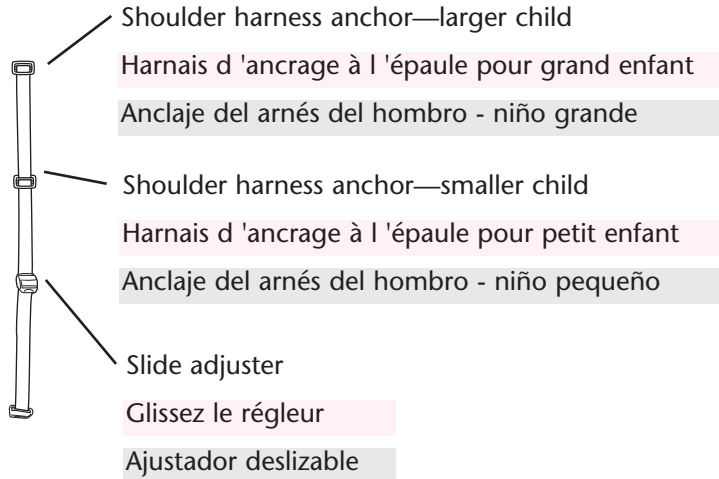 Shoulder harness anchor—larger child
Harnais d 'ancrage à l 'épaule pour grand enfant
Anclaje del arnés del hombro - niño grande
Shoulder harness anchor—smaller child
Harnais d 'ancrage à l 'épaule pour petit enfant
Anclaje del arnés del hombro - niño pequeño
Slide adjuster
Glissez le régleur
Ajustador deslizable